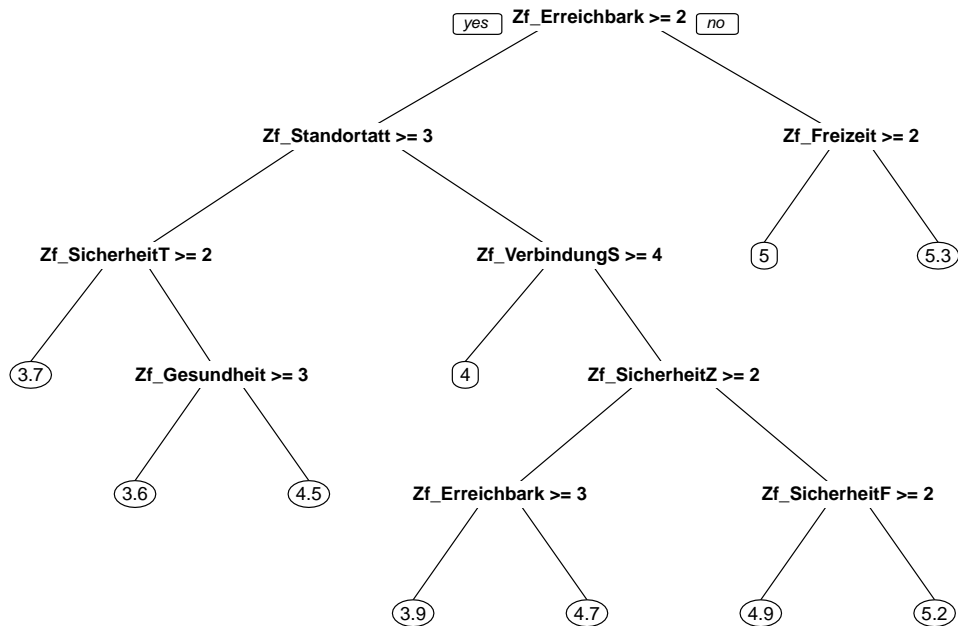 yes Zf_Erreichbark >= 2 no
Zf_Standortatt >= 3 Zf_Freizeit >= 2
Zf_SicherheitT >= 2 Zf_VerbindungS >= 4 5 5.3
3.7 Zf_Gesundheit >= 3 4 Zf_SicherheitZ >= 2
3.6 4.5 Zf_Erreichbark >= 3 Zf_SicherheitF >= 2
3.9 4.7 4.9 5.2